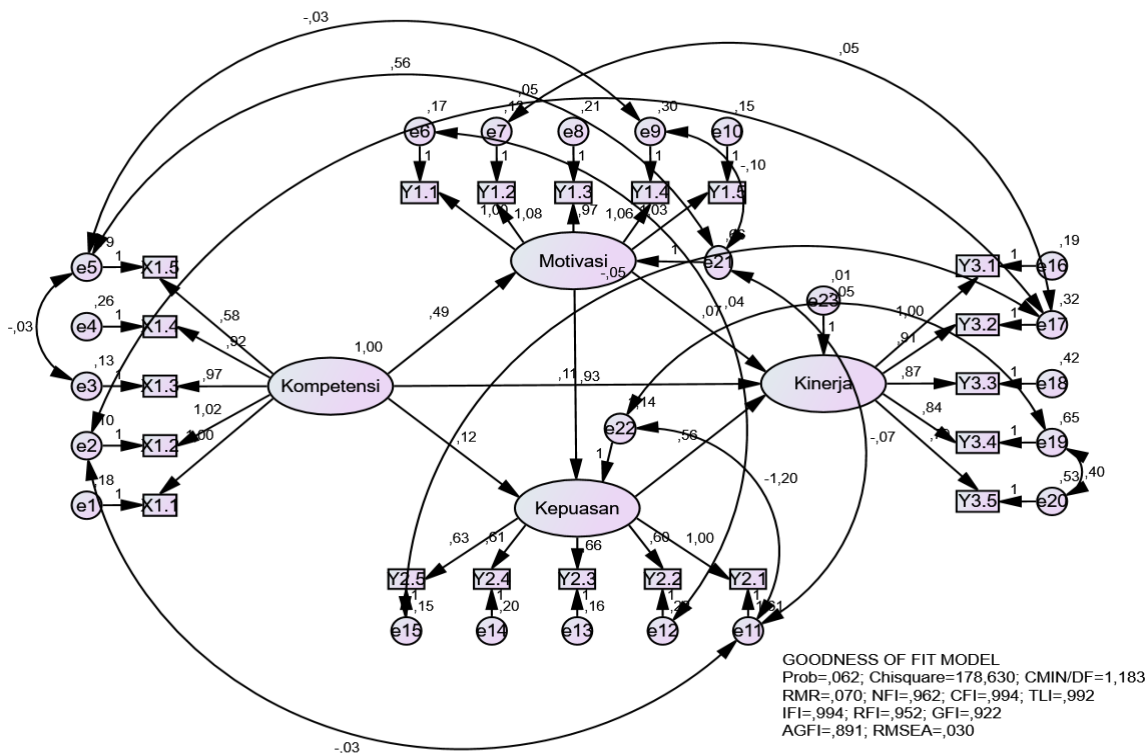 -,03
,56
,05
,05
,17
,21
,30
,15
e6
e7
e8
e9
e10
1
1
1
1
1
-,10
Y1.1
Y1.2
Y1.3
Y1.4
Y1.5
1,08
,97
1,06
Motivasi
1
e21
-,05
e5
1
X1.5
,26
e4
1
X1.4
-,03
,13
e3
1
X1.3
e2
1
X1.2
,18
e1
1
X1.1
,58
,92
,97
1,02
1,00
Kompetensi
,49
,12
,11
,93
,07
,04
,01
e23
1
Kinerja
1,00
,91
,87
,84
Y3.1
1
e16
,19
Y3.2
1
e17
,32
Y3.3
1
e18
,42
Y3.4
1
e19
,65
Y3.5
1
e20
,53
,40
,14
e22
1
,56
-1,20
-,07
Kepuasan
,63
,61
,66
,60
1,00
Y2.5
Y2.4
Y2.3
Y2.2
Y2.1
1
1
1
1
,15
,20
,16
e15
e14
e13
e12
e11
-,03
GOODNESS OF FIT MODEL
Prob=,062; Chisquare=178,630; CMIN/DF=1,183
RMR=,070; NFI=,962; CFI=,994; TLI=,992
IFI=,994; RFI=,952; GFI=,922
AGFI=,891; RMSEA=,030